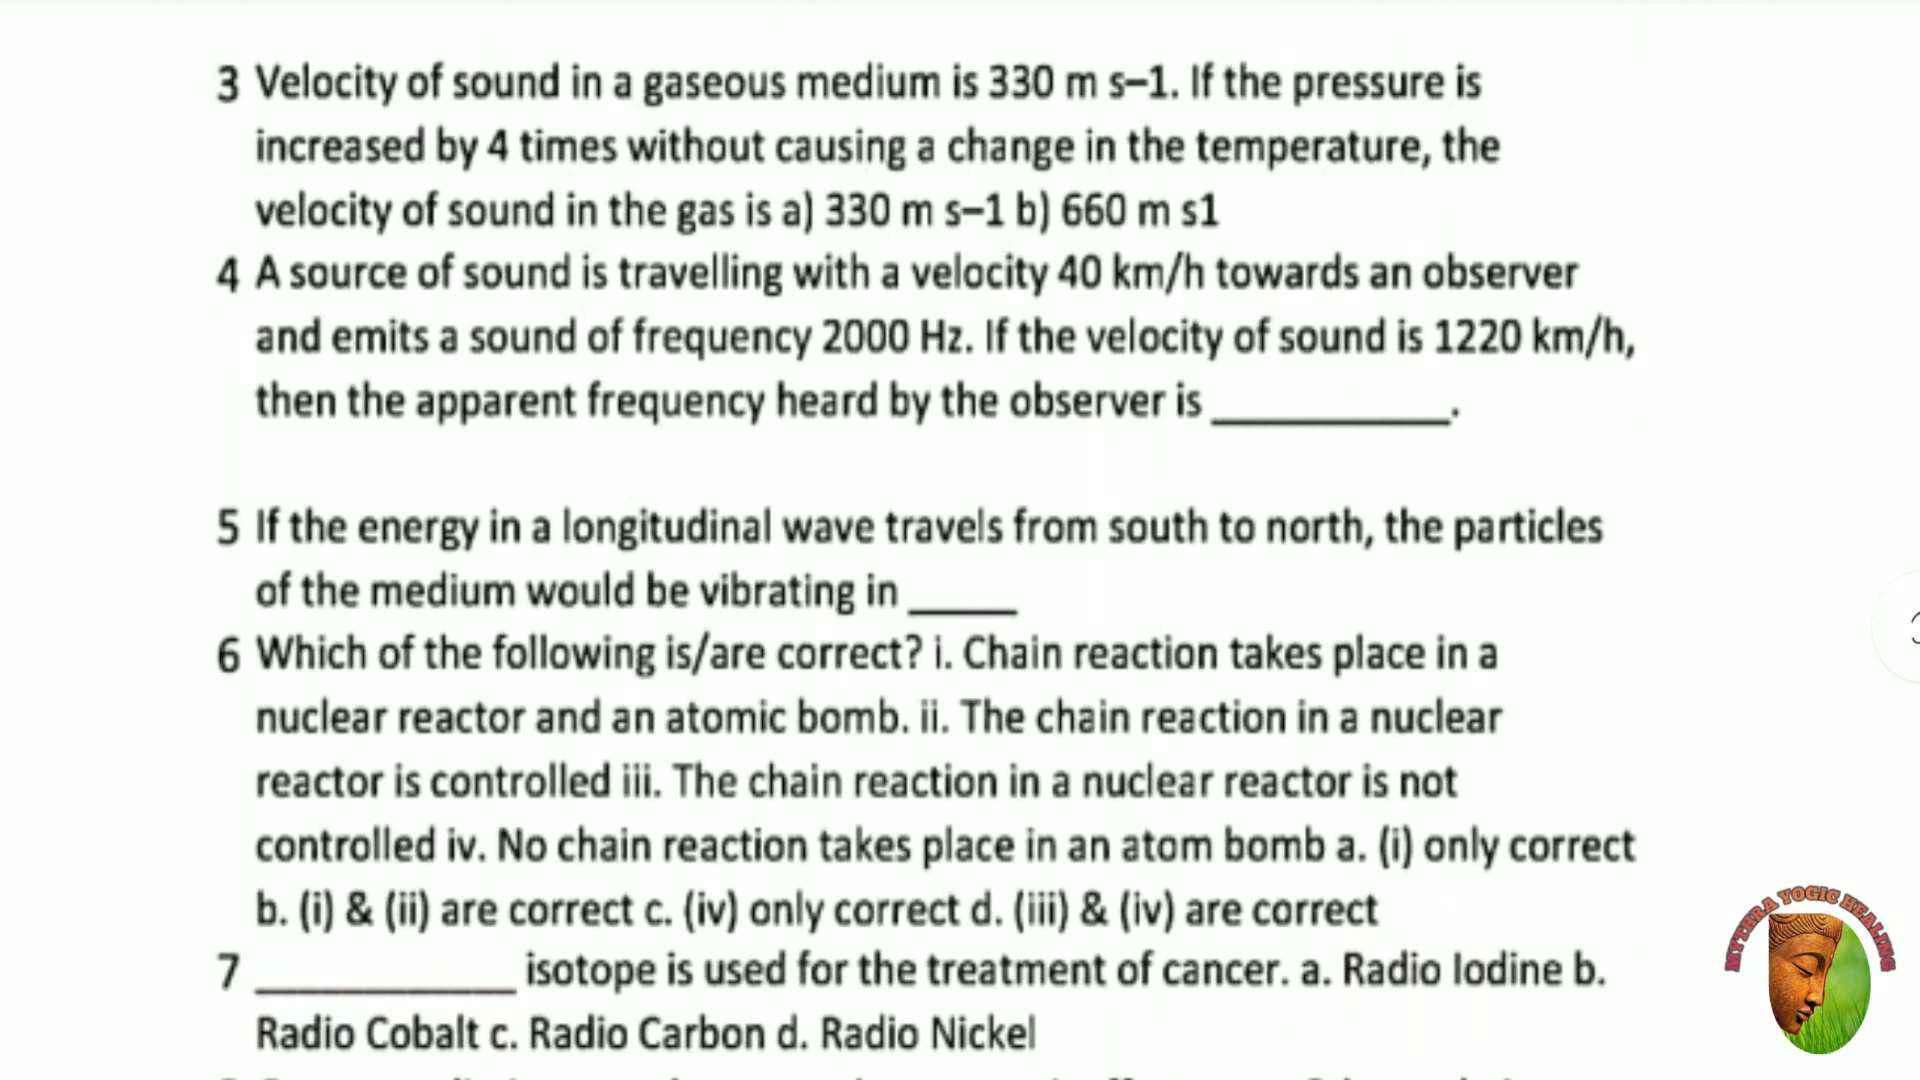 3 Velocity of sound in a gaseous medium is 330 m s–1. If the pressure is
increased by 4 times without causing a change in the temperature, the
velocity of sound in the gas is a) 330 m s–1 b) 660 m s1
4 A source of sound is travelling with a velocity 40 km/h towards an observer
and emits a sound of frequency 2000 Hz. If the velocity of sound is 1220 km/h,
then the apparent frequency heard by the observer is __________.
5 If the energy in a longitudinal wave travels from south to north, the particles
of the medium would be vibrating in _____
6 Which of the following is/are correct? i. Chain reaction takes place in a
nuclear reactor and an atomic bomb. ii. The chain reaction in a nuclear
reactor is controlled iii. The chain reaction in a nuclear reactor is not
controlled iv. No chain reaction takes place in an atom bomb a. (i) only correct
b. (i) & (ii) are correct c. (iv) only correct d. (iii) & (iv) are correct
7 ___________ isotope is used for the treatment of cancer. a. Radio Iodine b.
Radio Cobalt c. Radio Carbon d. Radio Nickel
MYTHRA YOGIC HEALING